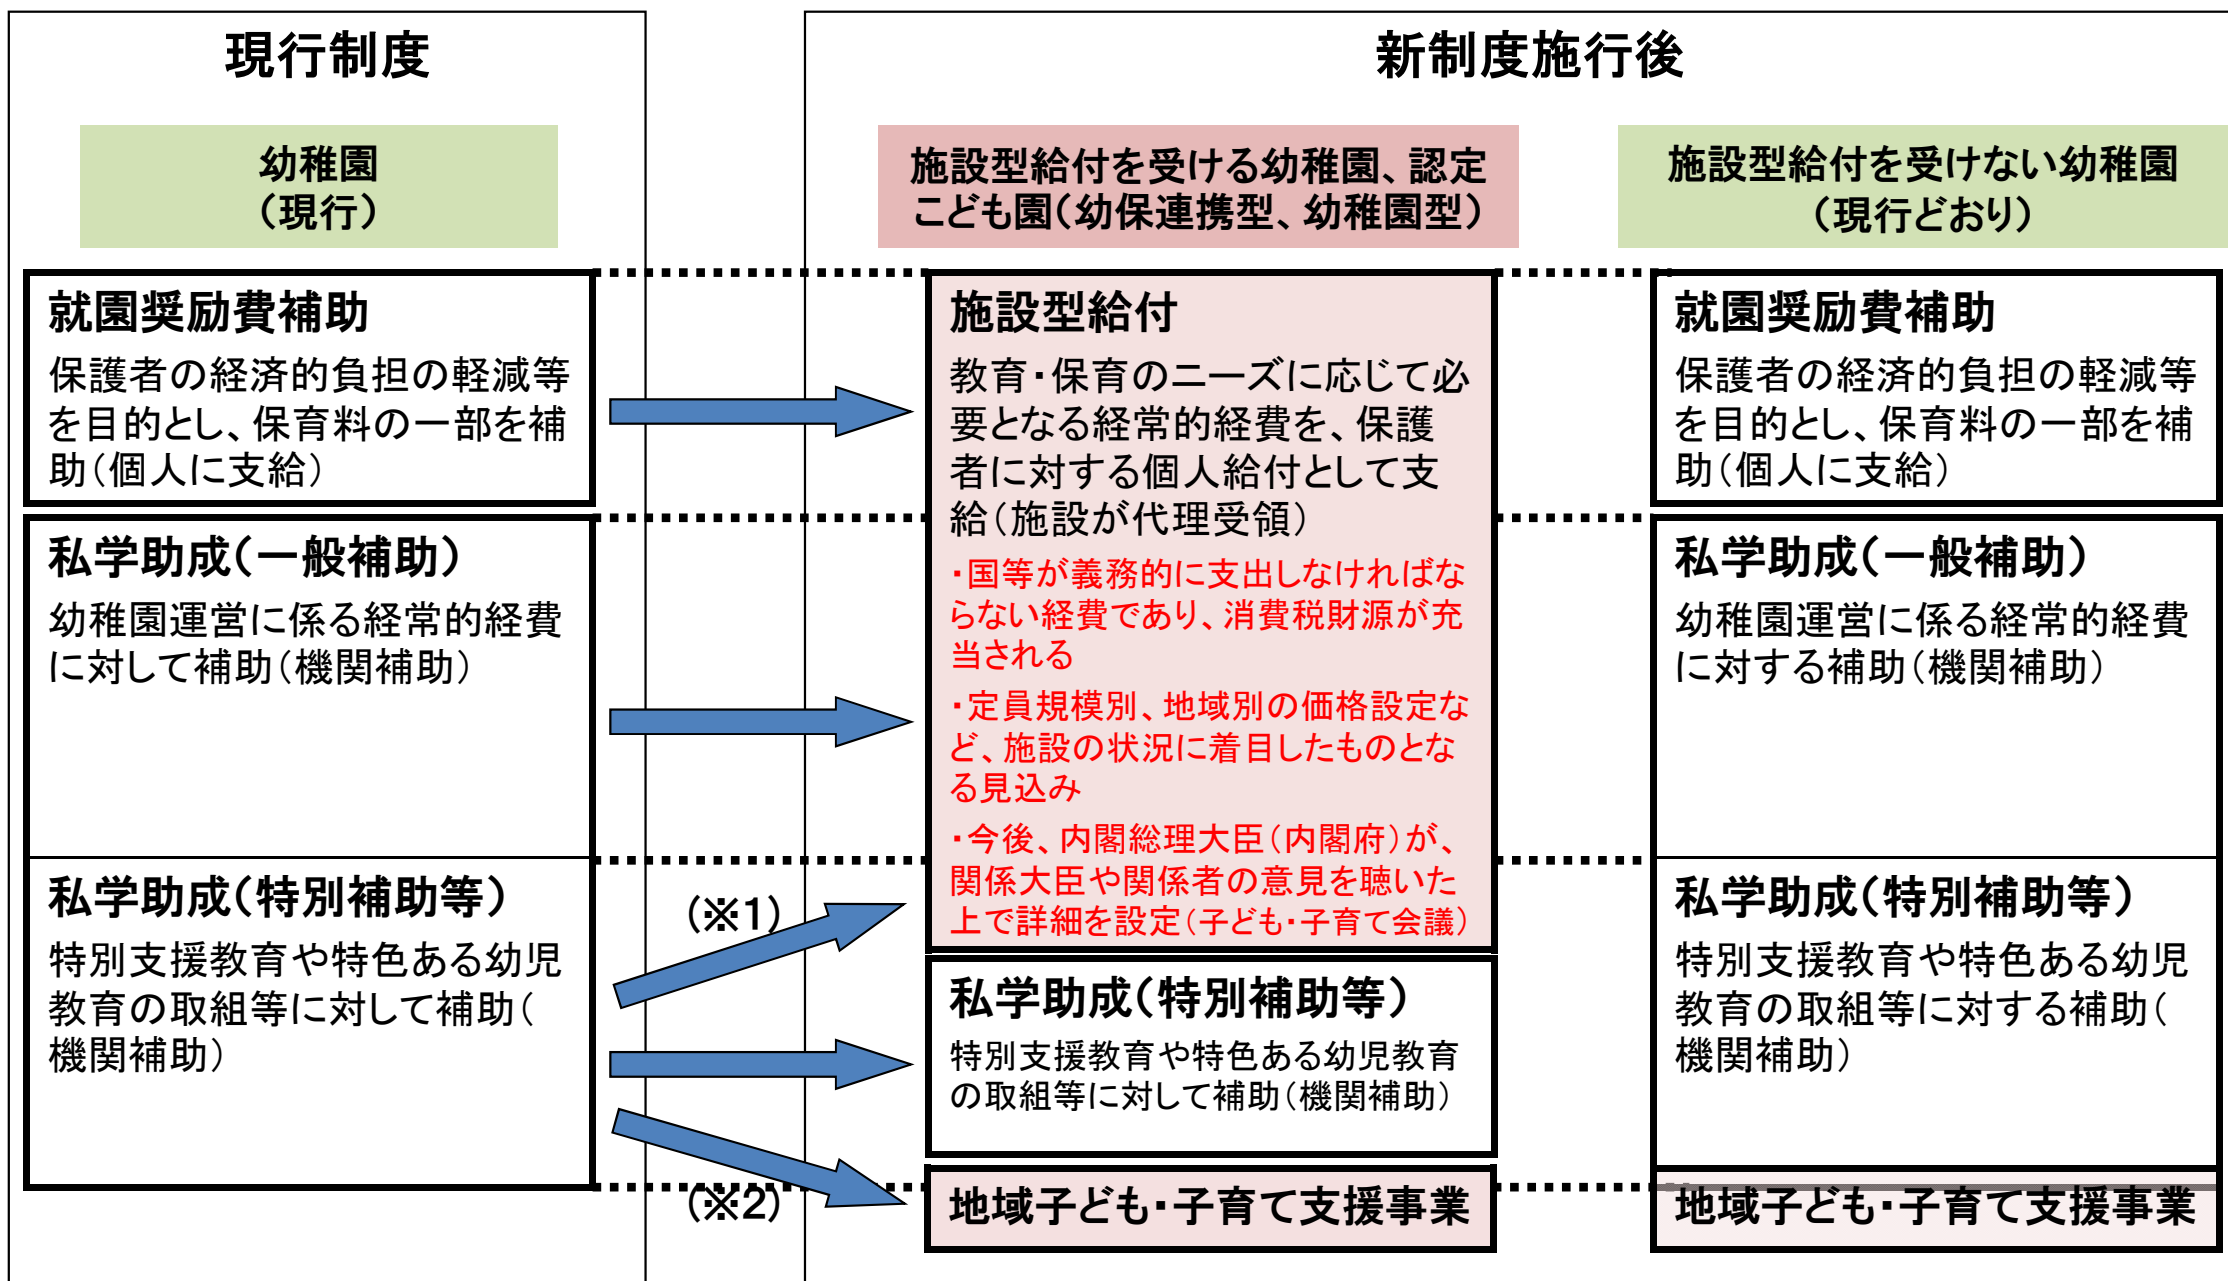 現行制度
幼稚園
（現行）
就園奨励費補助
保護者の経済的負担の軽減等
を目的とし、保育料の一部を補
助（個人に支給）
私学助成（一般補助）
幼稚園運営に係る経常的経費
に対して補助（機関補助）
私学助成（特別補助等）
特別支援教育や特色ある幼児
教育の取組等に対して補助（
機関補助）
(※1)
(※2)
新制度施行後
施設型給付を受ける幼稚園、認定
こども園（幼保連携型、幼稚園型）
施設型給付
教育・保育のニーズに応じて必
要となる経常的経費を、保護
者に対する個人給付として支
給（施設が代理受領）
・国等が義務的に支出しなければな
らない経費であり、消費税財源が充
当される
・定員規模別、地域別の価格設定な
ど、施設の状況に着目したものとな
る見込み
・今後、内閣総理大臣（内閣府）が、
関係大臣や関係者の意見を聴いた
上で詳細を設定（子ども・子育て会議）
私学助成（特別補助等）
特別支援教育や特色ある幼児教育
の取組等に対して補助（機関補助）
地域子ども・子育て支援事業
施設型給付を受けない幼稚園
（現行どおり）
就園奨励費補助
保護者の経済的負担の軽減等
を目的とし、保育料の一部を補
助（個人に支給）
私学助成（一般補助）
幼稚園運営に係る経常的経費
に対する補助（機関補助）
私学助成（特別補助等）
特別支援教育や特色ある幼児
教育の取組等に対する補助（
機関補助）
地域子ども・子育て支援事業